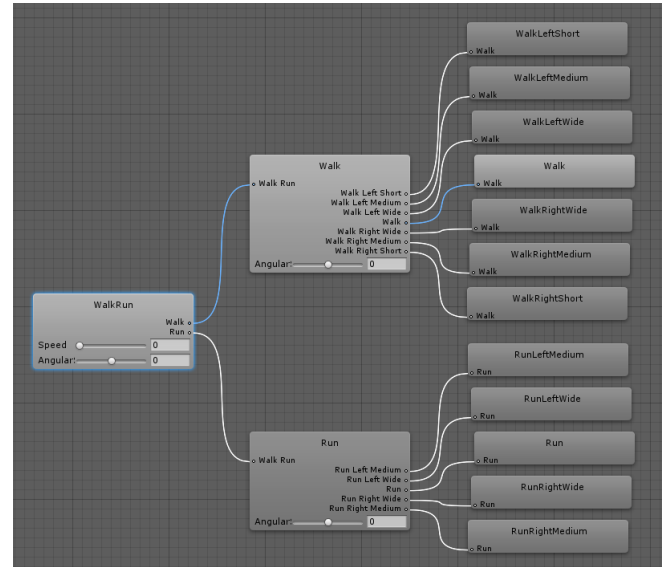 WalkRun
Walk
Run
Speed 0
Angular: 0
Walk
Walk Run
Walk Left Short
Walk Left Medium
Walk Left Wide
Walk
Walk Right Wide
Walk Right Medium
Walk Right Short
Angular: 0
Run
Walk Run
Run Left Medium
Run Left Wide
Run
Run Right Wide
Run Right Medium
Angular: 0
WalkLeftShort
Walk
WalkLeftMedium
Walk
WalkLeftWide
Walk
Walk
Walk
WalkRightWide
Walk
WalkRightMedium
Walk
WalkRightShort
Walk
RunLeftMedium
Run
RunLeftWide
Run
Run
Run
RunRightWide
Run
RunRightMedium
Run